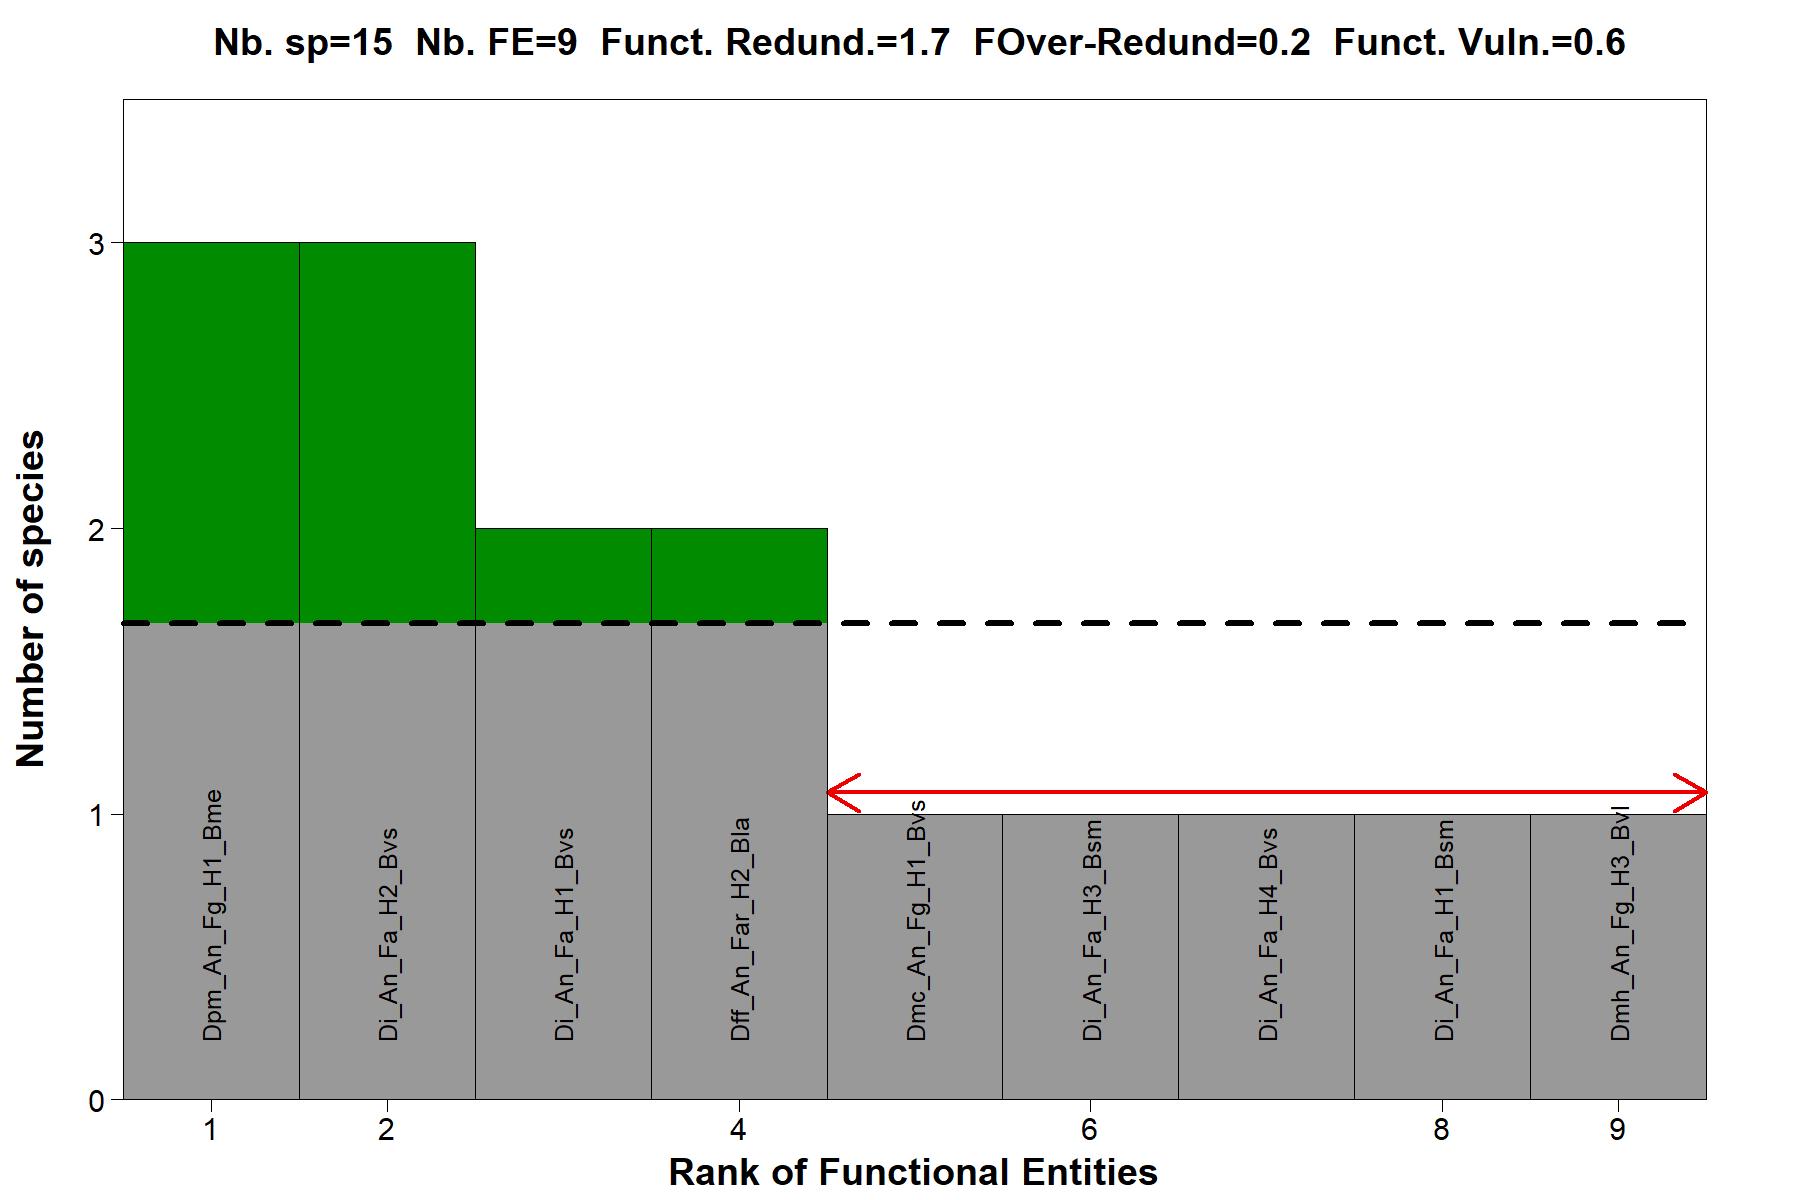 Nb. sp=15 Nb. FE=9 Funct. Redund.=1.7 FOver-Redund=0.2 Funct. Vuln.=0.6
Number of species
3
2
1
0
Dpm_An_Fg_H1_Bme
Di_An_Fa_H2_Bvs
Di_An_Fa_H1_Bvs
Dff_An_Far_H2_Bla
Dmc_An_Fg_H1_Bvs
Di_An_Fa_H3_Bsm
Di_An_Fa_H4_Bvs
Di_An_Fa_H1_Bsm
Dmh_An_Fg_H3_Bvl
1 2 4 6 8 9
Rank of Functional Entities